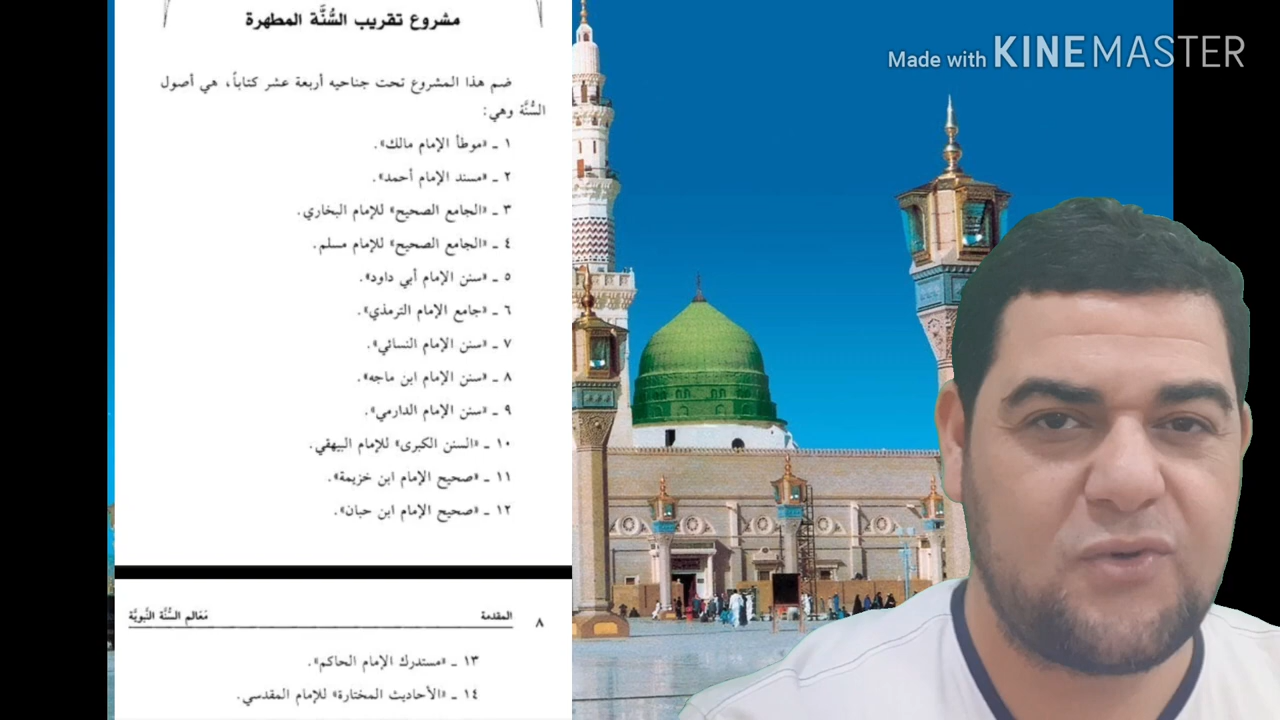 مشروع تقريب السُّنَّة المطهرة
ضم هذا المشروع تحت جناحيه أربعة عشر كتاباً، هي أصول
السُّنَّة وهي:
١ ـ «موطأ الإمام مالك».
٢ ـ «مسند الإمام أحمد».
٣ ـ «الجامع الصحيح» للإمام البخاري.
٤ ـ «الجامع الصحيح» للإمام مسلم.
٥ ـ «سنن الإمام أبي داود».
٦ ـ «جامع الإمام الترمذي».
٧ ـ «سنن الإمام النسائي».
٨ ـ «سنن الإمام ابن ماجه».
٩ ـ «سنن الإمام الدارمي».
١٠ ـ «السنن الكبرى» للإمام البيهقي.
١١ ـ «صحيح الإمام ابن خزيمة».
١٢ ـ «صحيح الإمام ابن حبان».
٨ المقدمة مَعَالم السُّنَّة النَّبويَّة
١٣ ـ «مستدرك الإمام الحاكم».
١٤ ـ «الأحاديث المختارة» للإمام المقدسي.
Made with KINEMASTER